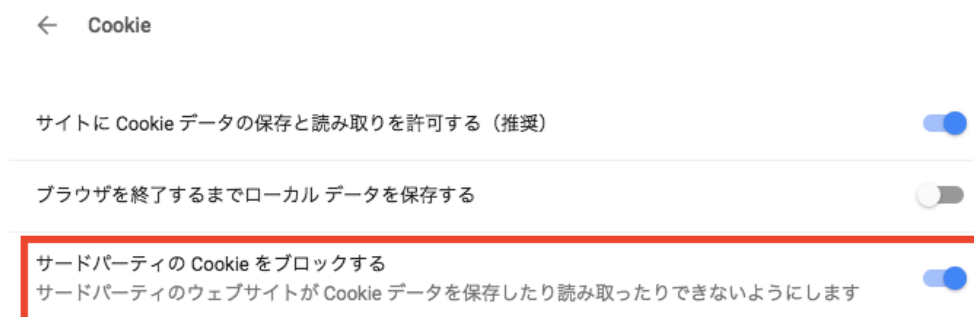 Cookie
サイトに Cookie データの保存と読み取りを許可する（推奨）
ブラウザを終了するまでローカル データを保存する
サードパーティの Cookie をブロックする
サードパーティのウェブサイトが Cookie データを保存したり読み取ったりできないようにします